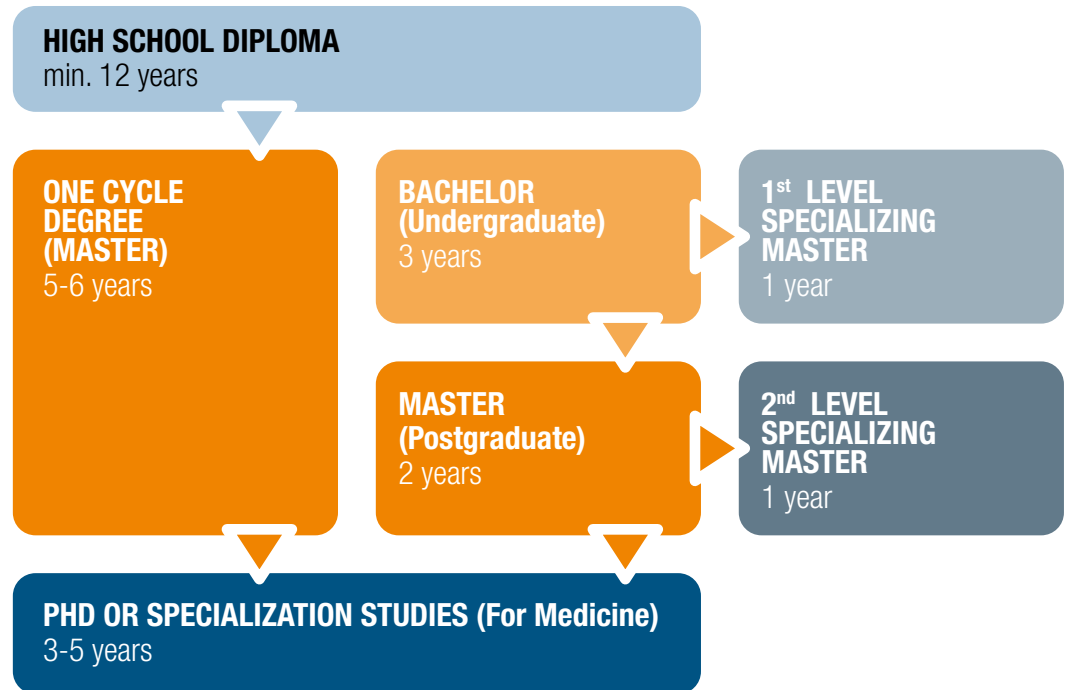 HIGH SCHOOL DIPLOMA
min. 12 years
ONE CYCLE
DEGREE
(MASTER)
5-6 years
BACHELOR
(Undergraduate)
3 years
1st LEVEL
SPECIALIZING
MASTER
1 year
MASTER
(Postgraduate)
2 years
2nd LEVEL
SPECIALIZING
MASTER
1 year
PHD OR SPECIALIZATION STUDIES (For Medicine)
3-5 years